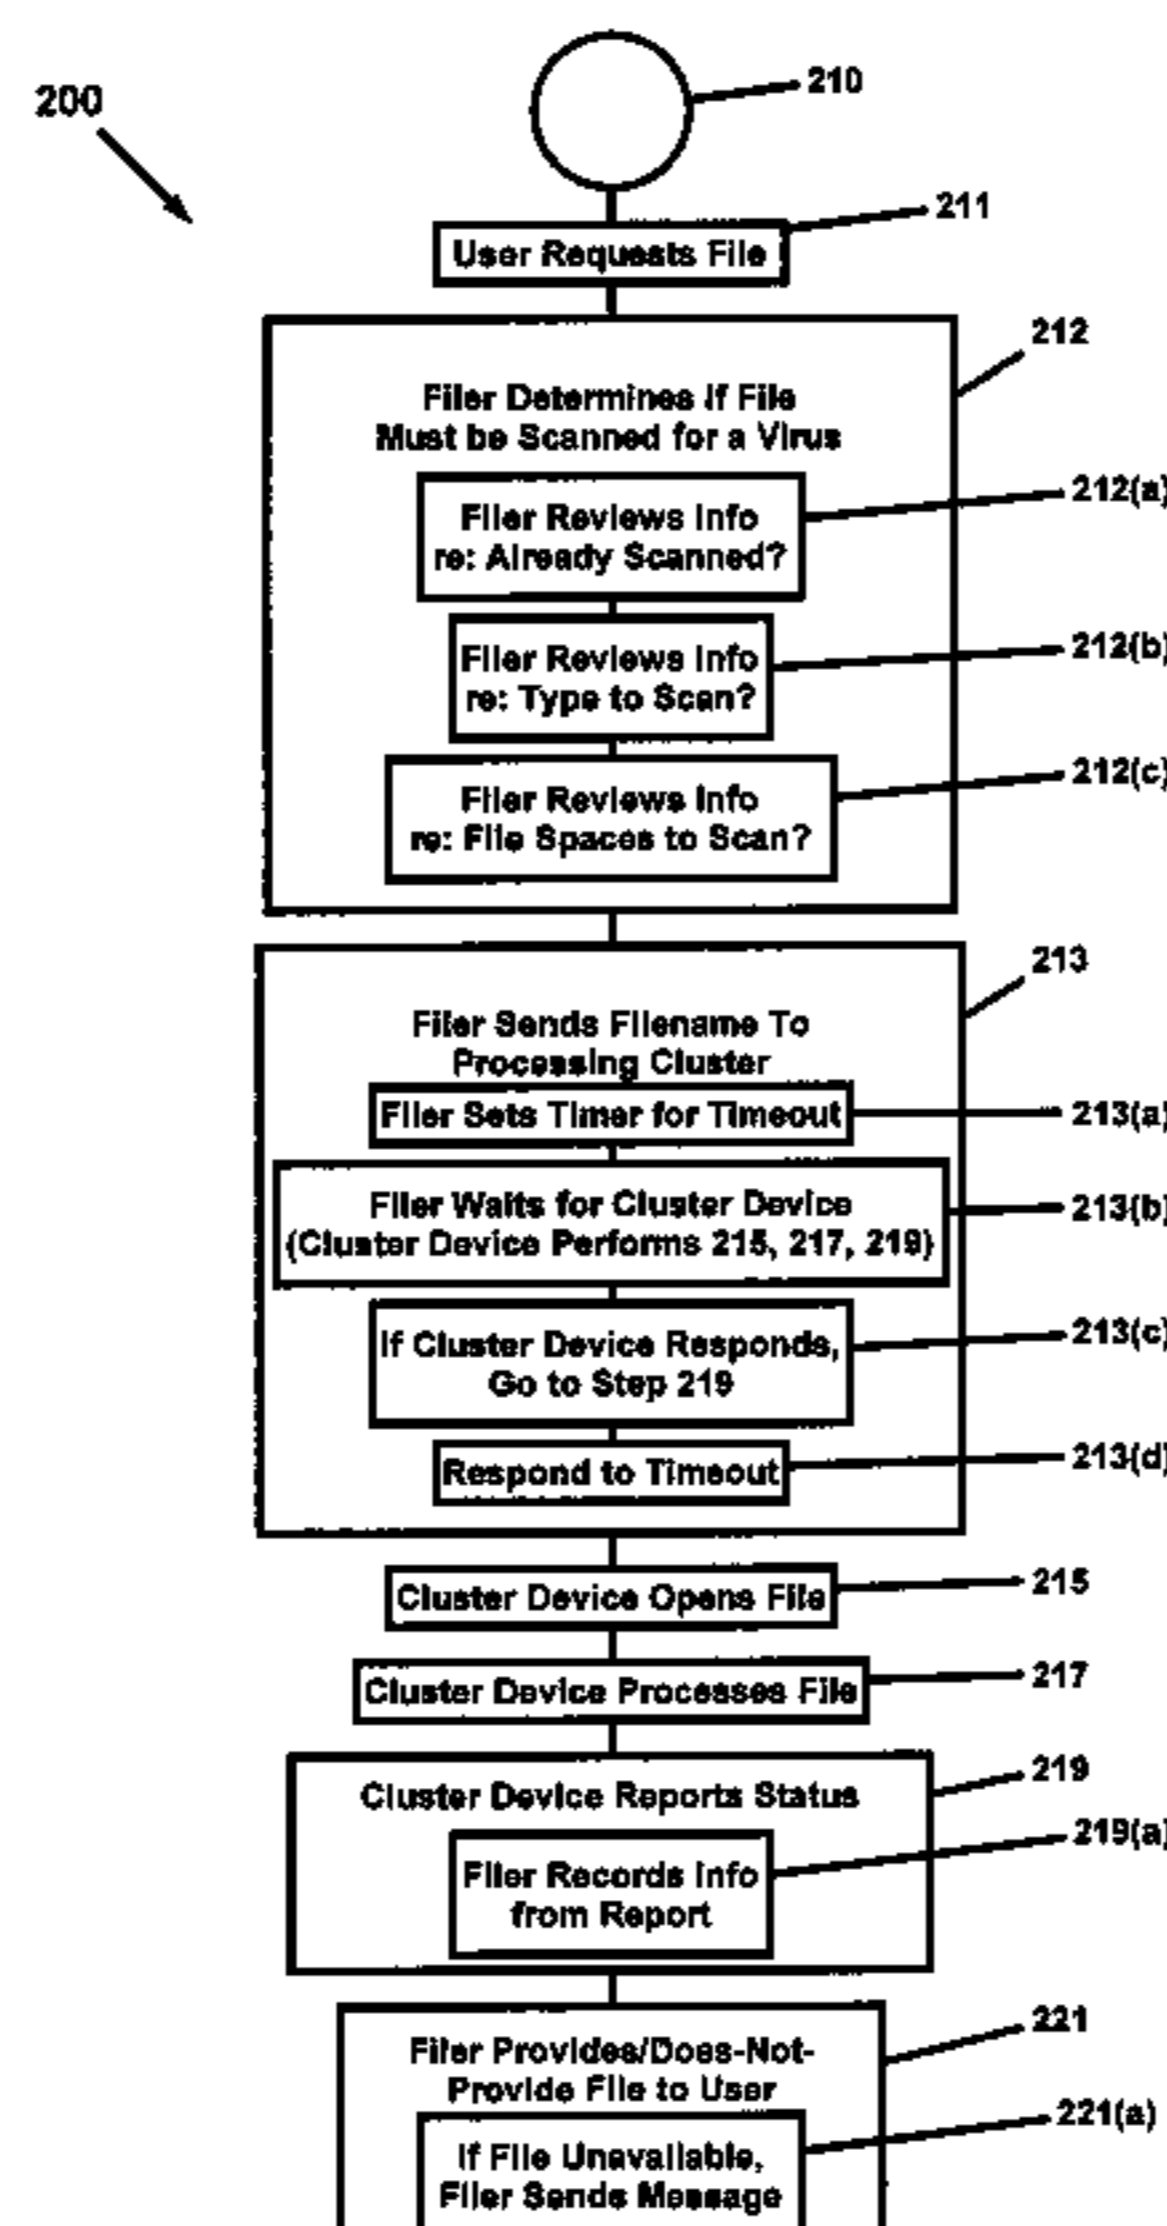 200
210
211
User Requests File
212
Filer Determines if File
Must be Scanned for a Virus
212(a)
Filer Reviews Info
re: Already Scanned?
212(b)
Filer Reviews Info
re: Type to Scan?
212(c)
Filer Reviews Info
re: File Spaces to Scan?
213
Filer Sends Filename To
Processing Cluster
213(a)
Filer Sets Timer for Timeout
213(b)
Filer Waits for Cluster Device
(Cluster Device Performs 215, 217, 219)
213(c)
If Cluster Device Responds,
Go to Step 219
213(d)
Respond to Timeout
215
Cluster Device Opens File
217
Cluster Device Processes File
219
Cluster Device Reports Status
219(a)
Filer Records Info
from Report
221
Filer Provides/Does-Not-
Provide File to User
221(a)
If File Unavailable,
Filer Sends Message